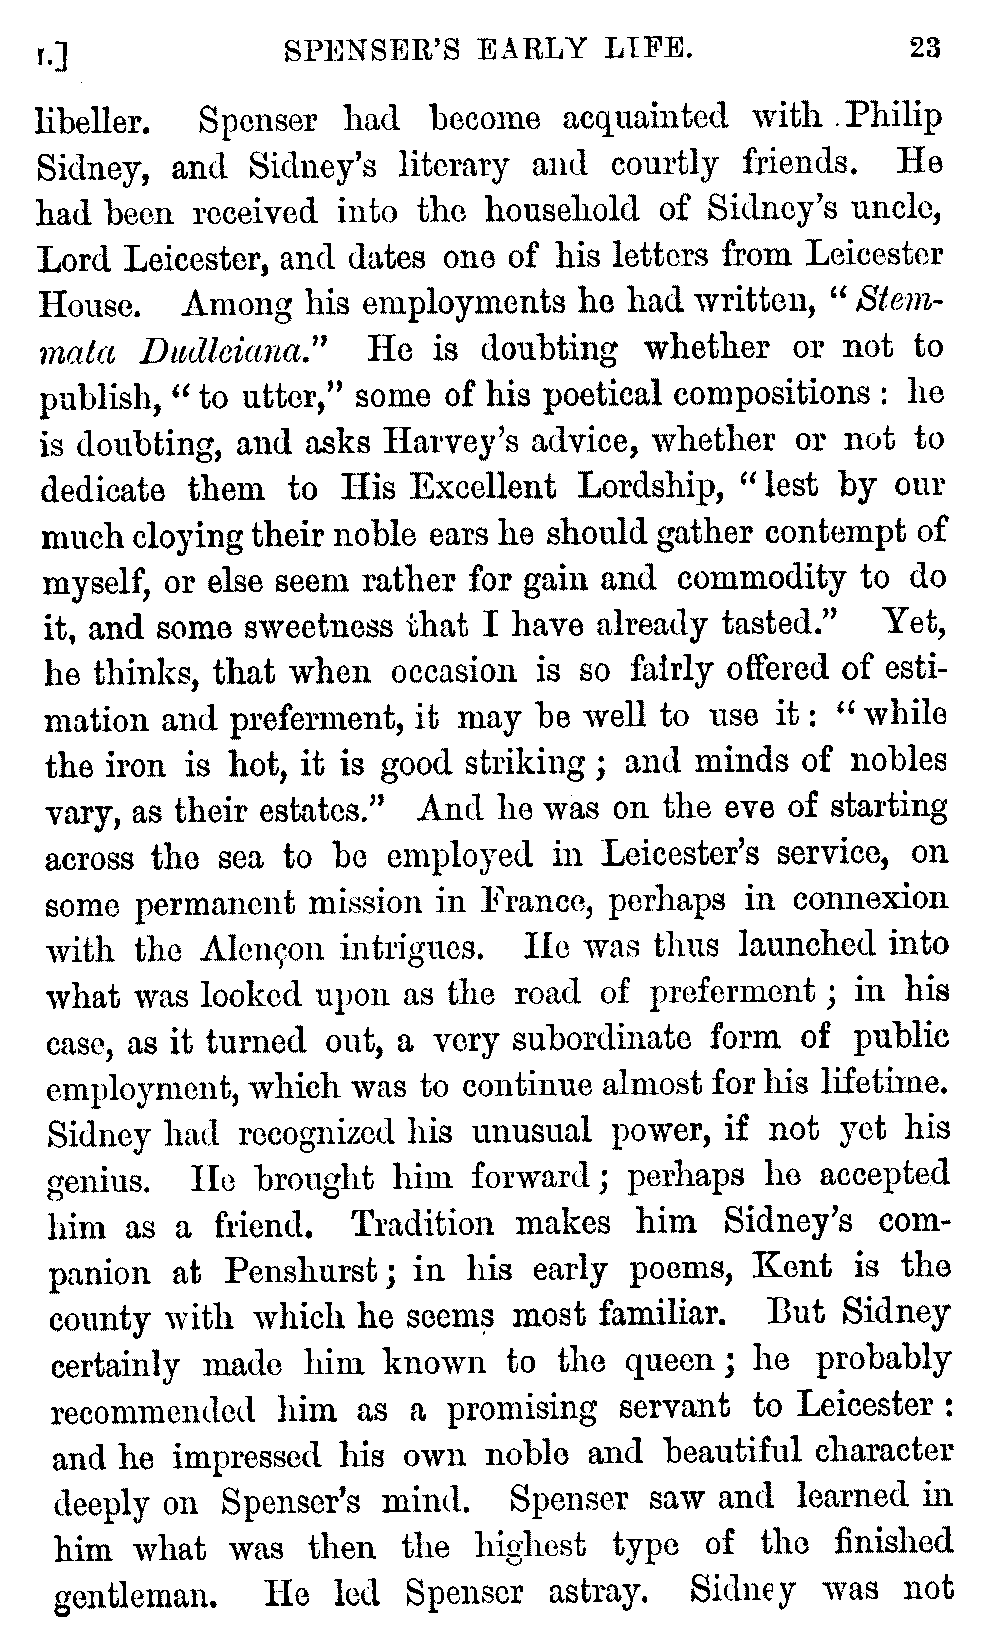 I.] SPENSER'S EARLY LIFE. 23
libeller. Spenser had become acquainted with Philip
Sidney, and Sidney's literary and courtly friends. He
had been received into the household of Sidney's uncle,
Lord Leicester, and dates one of his letters from Leicester
House. Among his employments he had written, "Stem-
mata Dudleiana." He is doubting whether or not to
publish, "to utter," some of his poetical compositions: he
is doubting, and asks Harvey's advice, whether or not to
dedicate them to His Excellent Lordship, "lest by our
much cloying their noble ears he should gather contempt of
myself, or else seem rather for gain and commodity to do
it, and some sweetness that I have already tasted." Yet,
he thinks, that when occasion is so fairly offered of esti-
mation and preferment, it may be well to use it: "while
the iron is hot, it is good striking; and minds of nobles
vary, as their estates." And he was on the eve of starting
across the sea to be employed in Leicester's service, on
some permanent mission in France, perhaps in connexion
with the Alençon intrigues. He was thus launched into
what was looked upon as the road of preferment; in his
case, as it turned out, a very subordinate form of public
employment, which was to continue almost for his lifetime.
Sidney had recognized his unusual power, if not yet his
genius. He brought him forward; perhaps he accepted
him as a friend. Tradition makes him Sidney's com-
panion at Penshurst; in his early poems, Kent is the
county with which he seems most familiar. But Sidney
certainly made him known to the queen; he probably
recommended him as a promising servant to Leicester:
and he impressed his own noble and beautiful character
deeply on Spenser's mind. Spenser saw and learned in
him what was then the highest type of the finished
gentleman. He led Spenser astray. Sidney was not